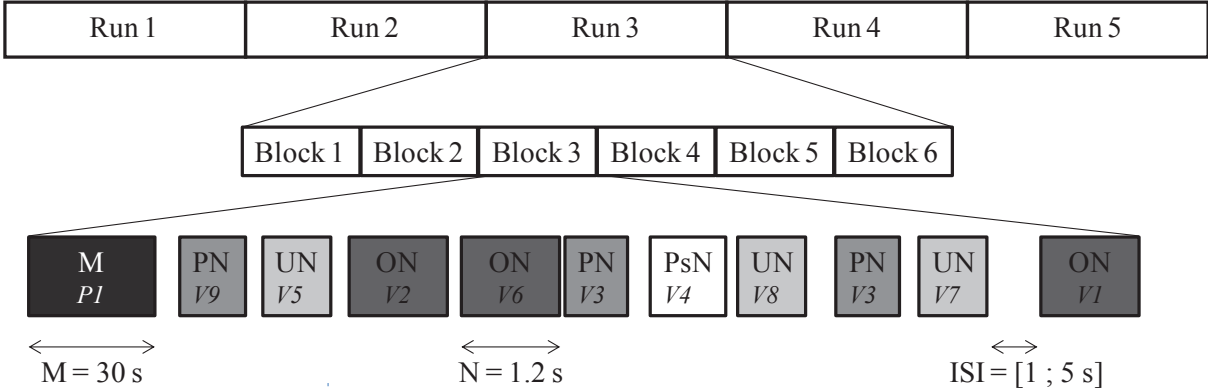 Run 1 Run 2 Run 3 Run 4 Run 5
Block 1 Block 2 Block 3 Block 4 Block 5 Block 6
M PN UN ON ON PN PsN UN PN UN ON
P1 V9 V5 V2 V6 V3 V4 V8 V3 V7 V1
M = 30 s N = 1.2 s ISI = [1 ; 5 s]